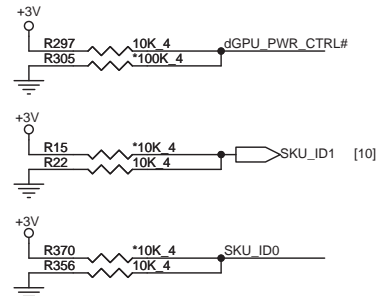 +3V
R297 10K_4 dGPU_PWR_CTRL#
R305 *100K_4
+3V
R15 *10K_4
R22 10K_4 SKU_ID1 [10]
+3V
R370 *10K_4 SKU_ID0
R356 10K_4